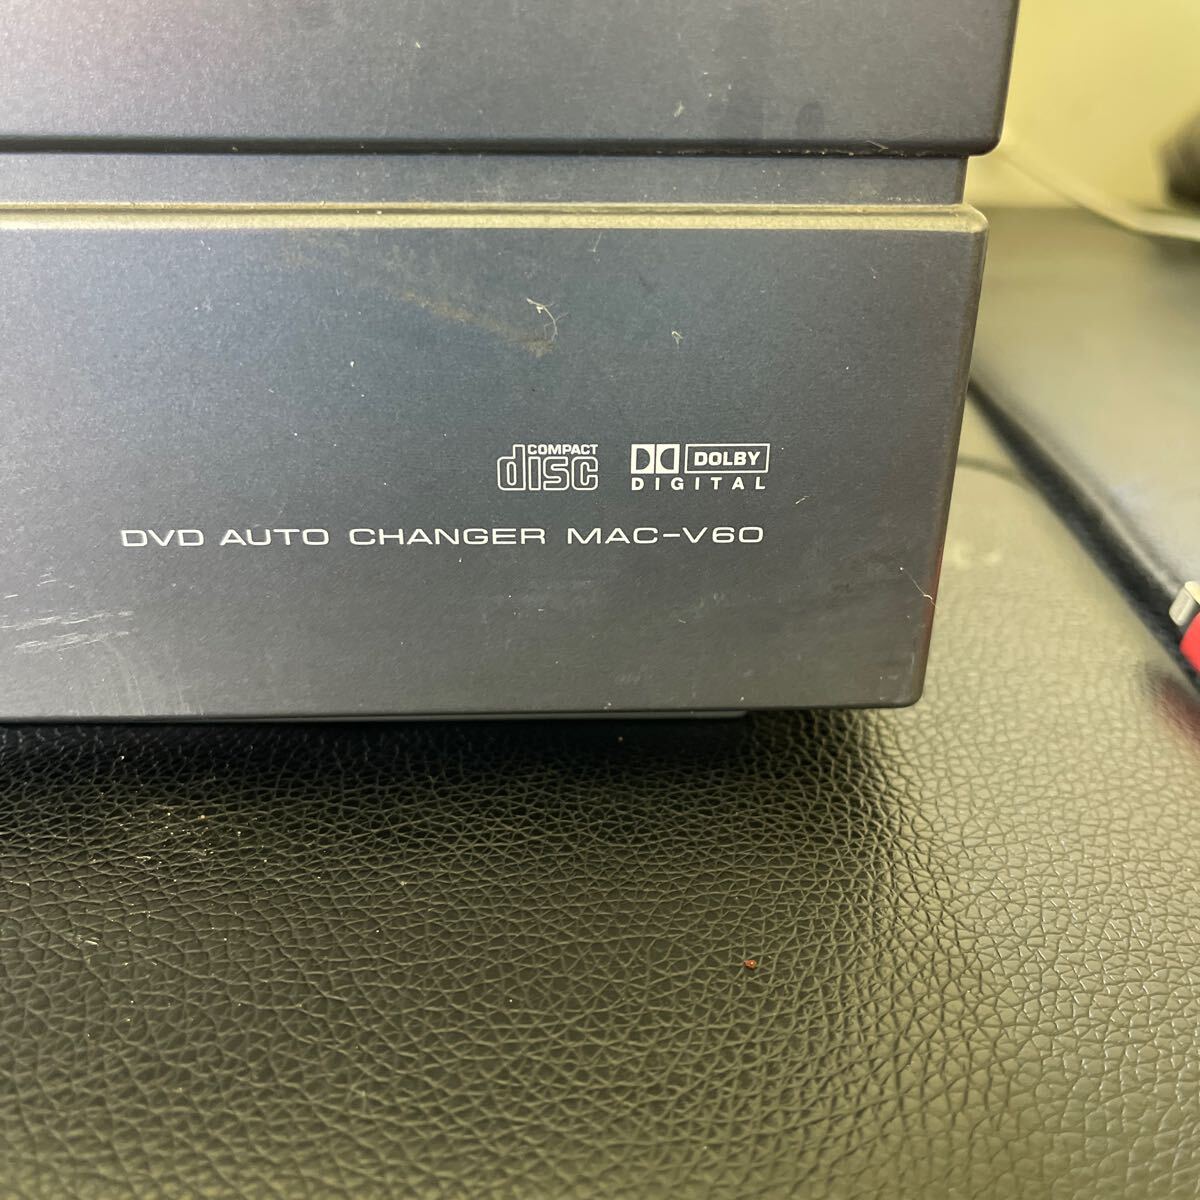 COMPACT
disc
DOLBY
DIGITAL
DVD AUTO CHANGER MAC-V60